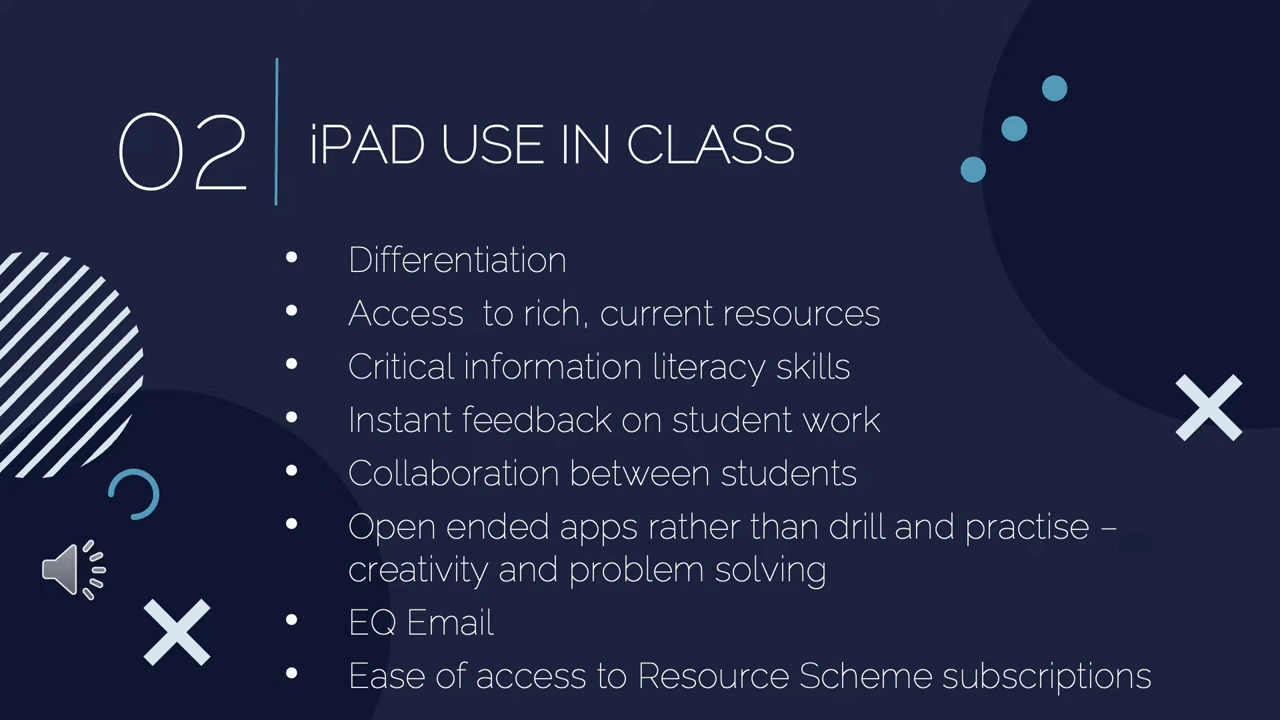 02
iPAD USE IN CLASS
• Differentiation
• Access  to rich, current resources
• Critical information literacy skills
• Instant feedback on student work
• Collaboration between students
• Open ended apps rather than drill and practise –
creativity and problem solving
• EQ Email
• Ease of access to Resource Scheme subscriptions